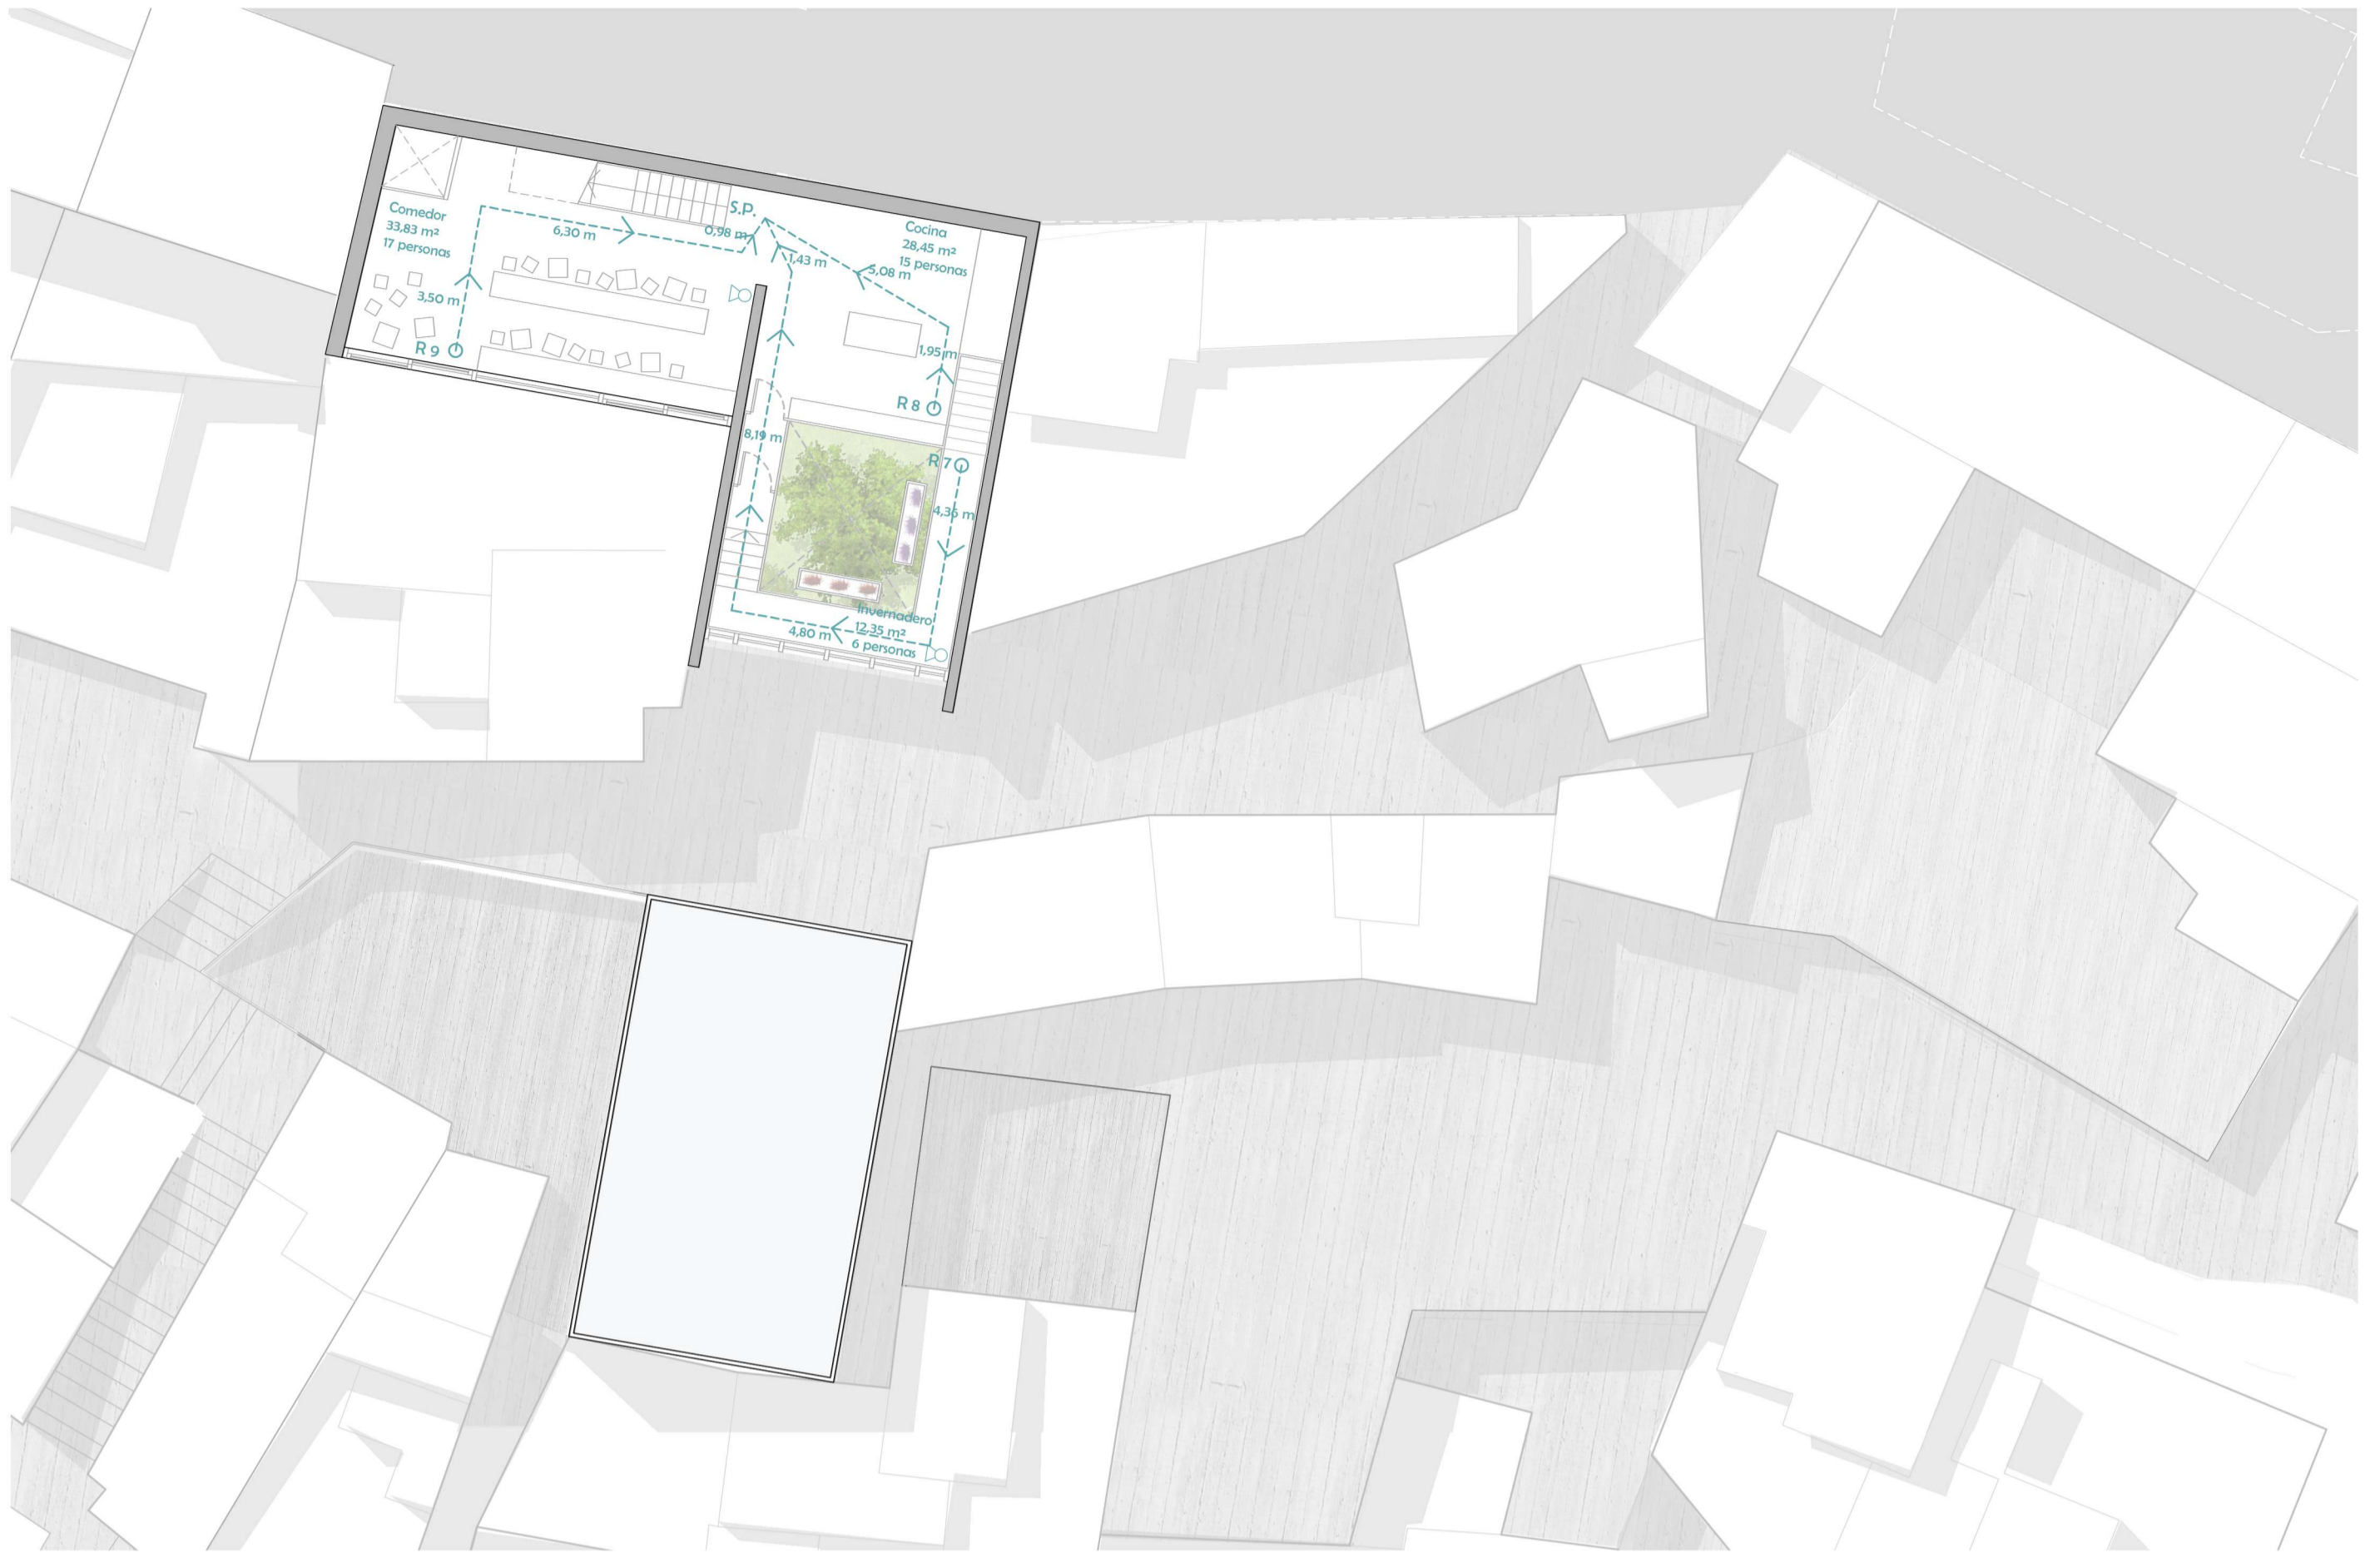 Comedor
33,83 m²
17 personas
6,30 m
S.P.
0,98 m
Cocina
28,45 m²
15 personas
1,43 m
5,08 m
3,50 m
R 9
1,95 m
R 8
8,19 m
R 7
4,36 m
Invernadero
12,35 m²
6 personas
4,80 m